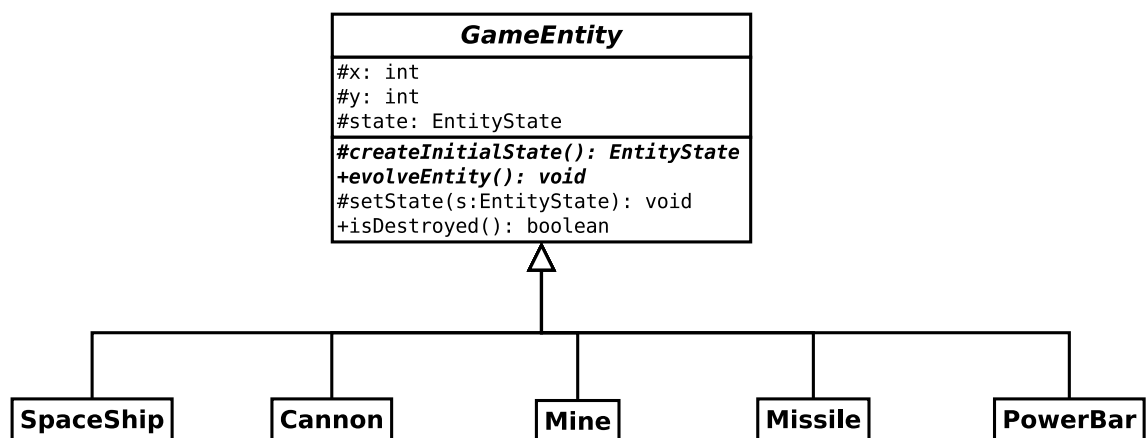 GameEntity
#x: int
#y: int
#state: EntityState
#createInitialState(): EntityState
+evolveEntity(): void
#setState(s:EntityState): void
+isDestroyed(): boolean
SpaceShip Cannon Mine Missile PowerBar